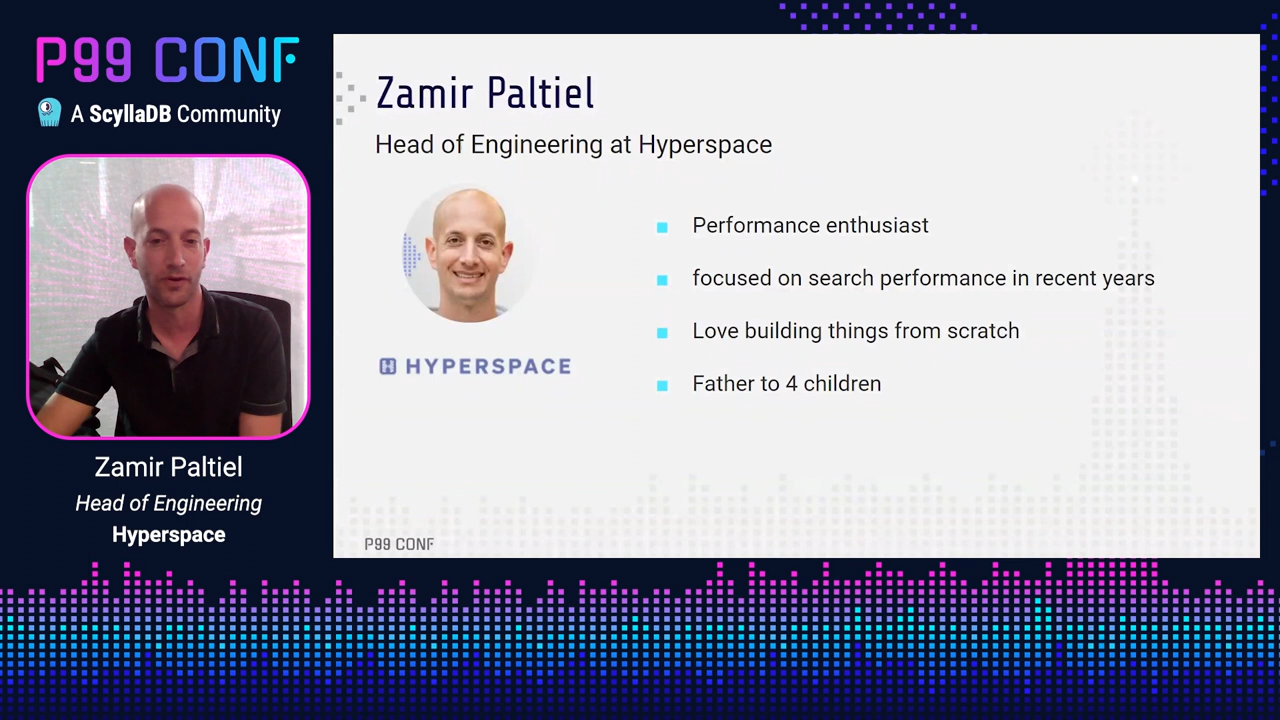 P99 CONF
A ScyllaDB Community
Zamir Paltiel
Head of Engineering
Hyperspace
Zamir Paltiel
Head of Engineering at Hyperspace
HYPERSPACE
Performance enthusiast
focused on search performance in recent years
Love building things from scratch
Father to 4 children
P99 CONF